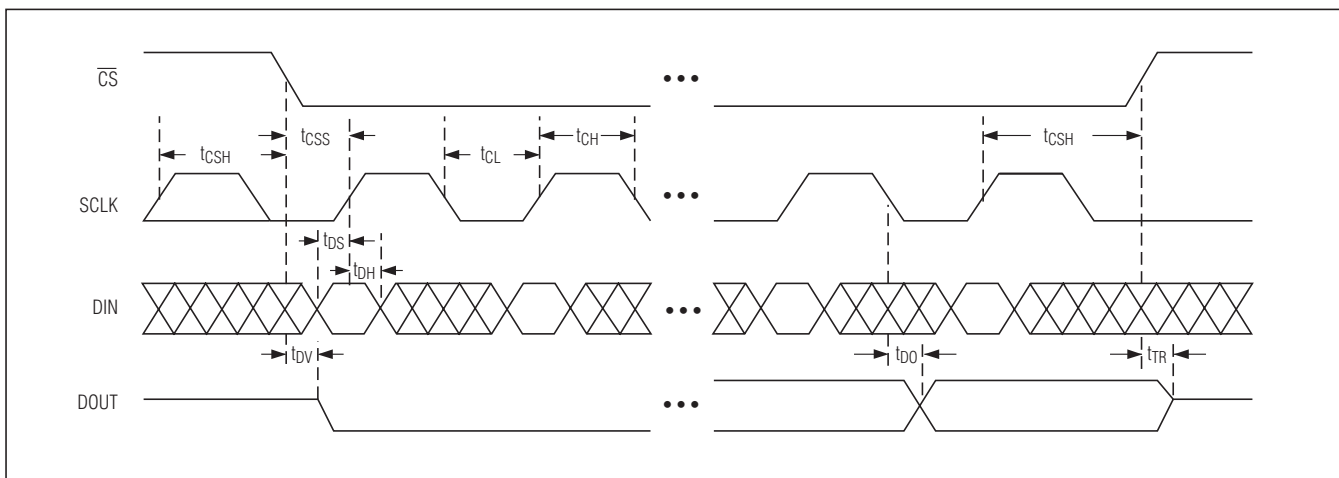 CS
tCSS
tCSH
tCL
tCH
tCSH
SCLK
tDS
tDH
DIN
tDV
tDO
tTR
DOUT